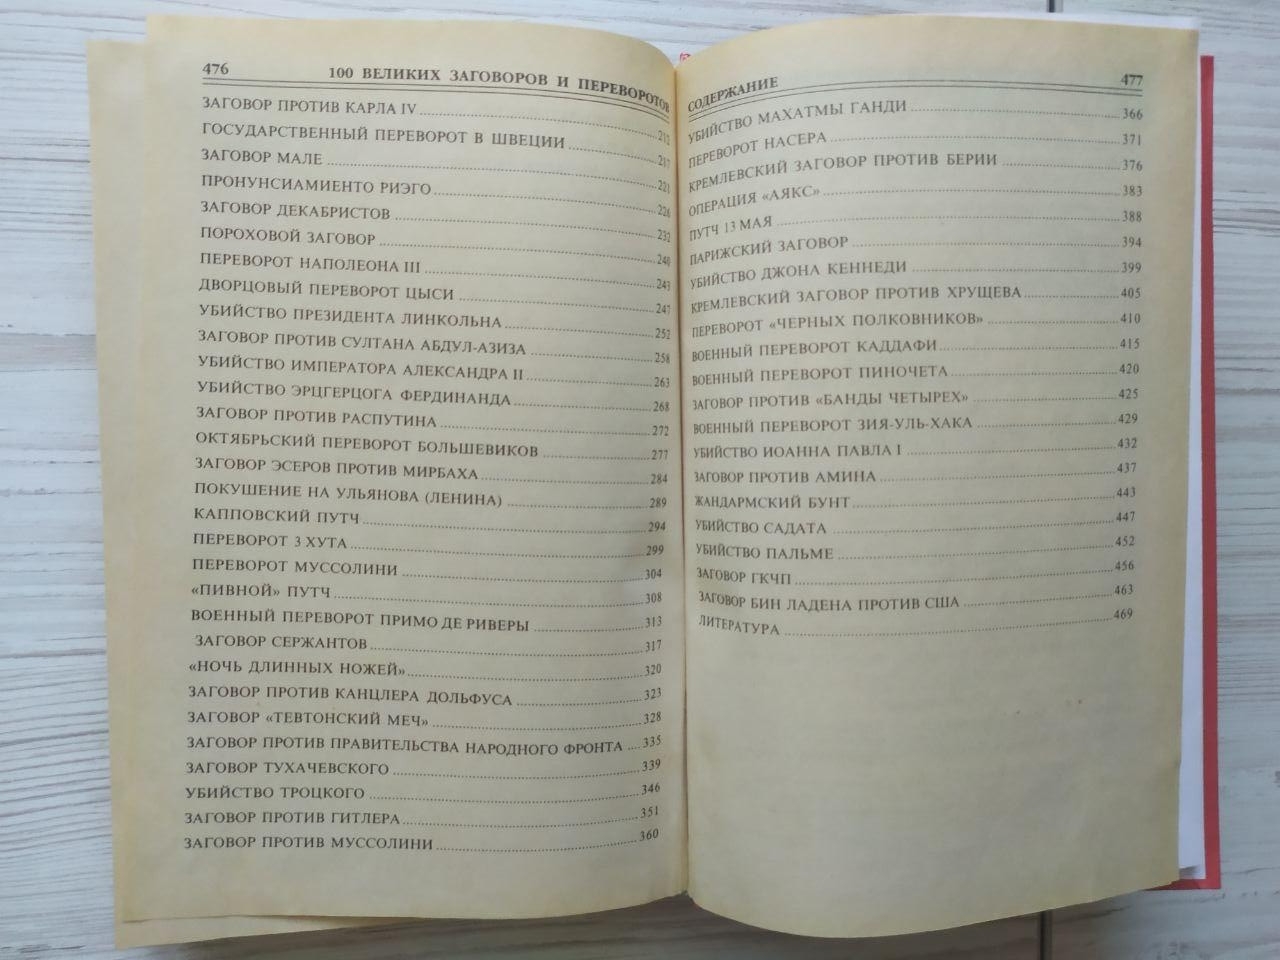 476 100 ВЕЛИКИХ ЗАГОВОРОВ И ПЕРЕВОРОТОВ
ЗАГОВОР ПРОТИВ КАРЛА IV 212
ГОСУДАРСТВЕННЫЙ ПЕРЕВОРОТ В ШВЕЦИИ 217
ЗАГОВОР МАЛЕ 221
ПРОНУНСИАМИЕНТО РИЭГО 226
ЗАГОВОР ДЕКАБРИСТОВ 232
ПОРОХОВОЙ ЗАГОВОР 240
ПЕРЕВОРОТ НАПОЛЕОНА III 243
ДВОРЦОВЫЙ ПЕРЕВОРОТ ЦЫСИ 247
УБИЙСТВО ПРЕЗИДЕНТА ЛИНКОЛЬНА 252
ЗАГОВОР ПРОТИВ СУЛТАНА АБДУЛ-АЗИЗА 258
УБИЙСТВО ИМПЕРАТОРА АЛЕКСАНДРА II 263
УБИЙСТВО ЭРЦГЕРЦОГА ФЕРДИНАНДА 268
ЗАГОВОР ПРОТИВ РАСПУТИНА 272
ОКТЯБРЬСКИЙ ПЕРЕВОРОТ БОЛЬШЕВИКОВ 277
ЗАГОВОР ЭСЕРОВ ПРОТИВ МИРБАХА 284
ПОКУШЕНИЕ НА УЛЬЯНОВА (ЛЕНИНА) 289
КАППОВСКИЙ ПУТЧ 294
ПЕРЕВОРОТ 3 ХУТА 299
ПЕРЕВОРОТ МУССОЛИНИ 304
«ПИВНОЙ» ПУТЧ 308
ВОЕННЫЙ ПЕРЕВОРОТ ПРИМО ДЕ РИВЕРЫ 313
ЗАГОВОР СЕРЖАНТОВ 317
«НОЧЬ ДЛИННЫХ НОЖЕЙ» 320
ЗАГОВОР ПРОТИВ КАНЦЛЕРА ДОЛЬФУСА 323
ЗАГОВОР «ТЕВТОНСКИЙ МЕЧ» 328
ЗАГОВОР ПРОТИВ ПРАВИТЕЛЬСТВА НАРОДНОГО ФРОНТА 335
ЗАГОВОР ТУХАЧЕВСКОГО 339
УБИЙСТВО ТРОЦКОГО 346
ЗАГОВОР ПРОТИВ ГИТЛЕРА 351
ЗАГОВОР ПРОТИВ МУССОЛИНИ 360
СОДЕРЖАНИЕ 477
УБИЙСТВО МАХАТМЫ ГАНДИ 366
ПЕРЕВОРОТ НАСЕРА 371
КРЕМЛЕВСКИЙ ЗАГОВОР ПРОТИВ БЕРИИ 376
ОПЕРАЦИЯ «АЯКС» 383
ПУТЧ 13 МАЯ 388
ПАРИЖСКИЙ ЗАГОВОР 394
УБИЙСТВО ДЖОНА КЕННЕДИ 399
КРЕМЛЕВСКИЙ ЗАГОВОР ПРОТИВ ХРУЩЕВА 405
ПЕРЕВОРОТ «ЧЕРНЫХ ПОЛКОВНИКОВ» 410
ВОЕННЫЙ ПЕРЕВОРОТ КАДДАФИ 415
ВОЕННЫЙ ПЕРЕВОРОТ ПИНОЧЕТА 420
ЗАГОВОР ПРОТИВ «БАНДЫ ЧЕТЫРЕХ» 425
ВОЕННЫЙ ПЕРЕВОРОТ ЗИЯ-УЛЬ-ХАКА 429
УБИЙСТВО ИОАННА ПАВЛА I 432
ЗАГОВОР ПРОТИВ АМИНА 437
ЖАНДАРМСКИЙ БУНТ 443
УБИЙСТВО САДАТА 447
УБИЙСТВО ПАЛЬМЕ 452
ЗАГОВОР ГКЧП 456
ЗАГОВОР БИН ЛАДЕНА ПРОТИВ США 463
ЛИТЕРАТУРА 469